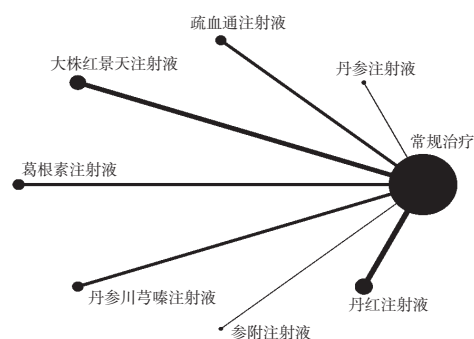 疏血通注射液
大株红景天注射液
丹参注射液
常规治疗
葛根素注射液
丹参川芎嗪注射液
丹红注射液
参附注射液